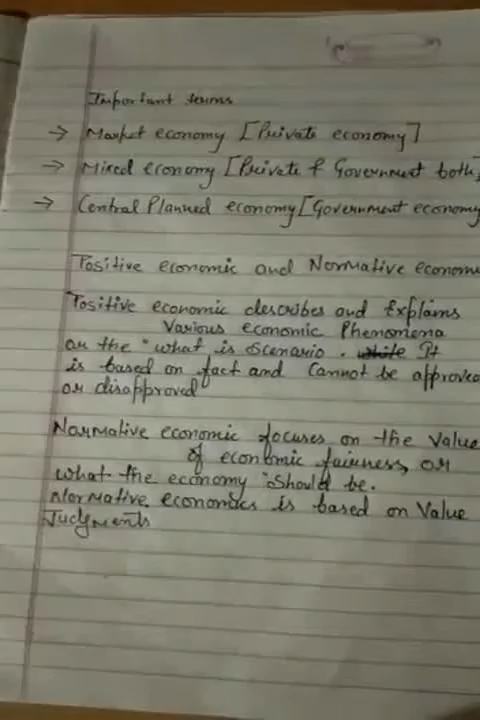 Important terms
→ Market economy [Private economy]
→ Mixed economy [Private & Government both]
→ Central Planned economy [Government economy
Positive economic and Normative econom
Positive economic describes and Explains
Various economic Phenomena
or the "what is Scenario. It
is based on fact and Cannot be approved
or disapproved
Normative economic focuses on the Value
of economic fairness, or
what the economy "Should be.
Normative economics is based on Value
Judgments